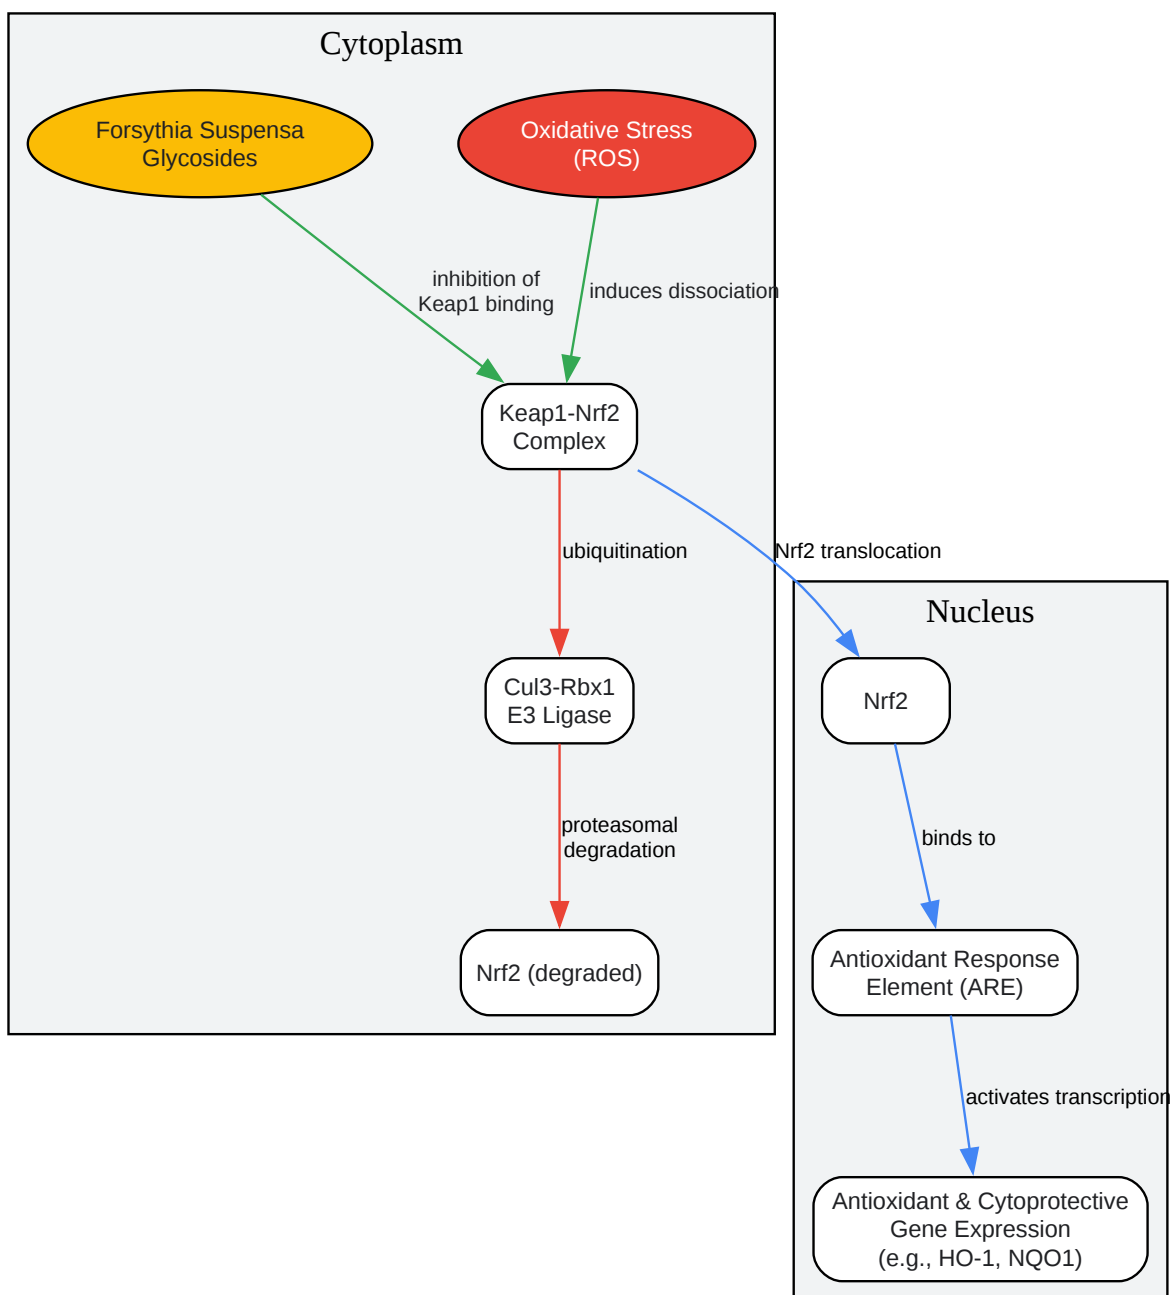 Cytoplasm
Forsythia Suspensa
Glycosides
Oxidative Stress
(ROS)
inhibition of
Keap1 binding
induces dissociation
Keap1-Nrf2
Complex
ubiquitination
Nrf2 translocation
Nucleus
Cul3-Rbx1
E3 Ligase
Nrf2
proteasomal
degradation
binds to
Nrf2 (degraded)
Antioxidant Response
Element (ARE)
activates transcription
Antioxidant & Cytoprotective
Gene Expression
(e.g., HO-1, NQO1)